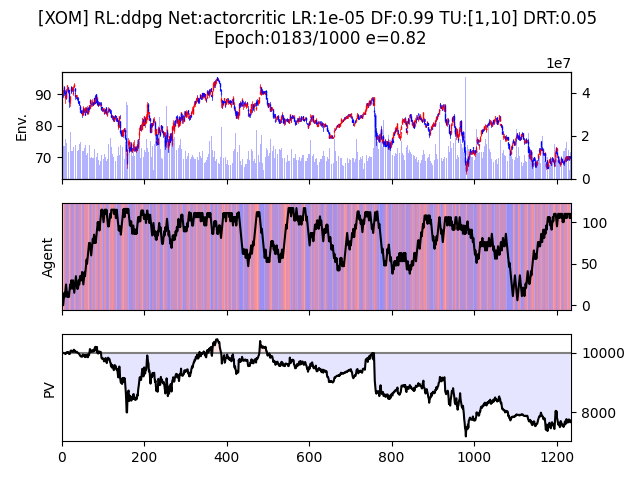 [XOM] RL:ddpg Net:actorcritic LR:1e-05 DF:0.99 TU:[1,10] DRT:0.05
Epoch:0183/1000 e=0.82
1e7
Env.
90
80
70
4
2
0
Agent
100
50
0
PV
10000
8000
0 200 400 600 800 1000 1200